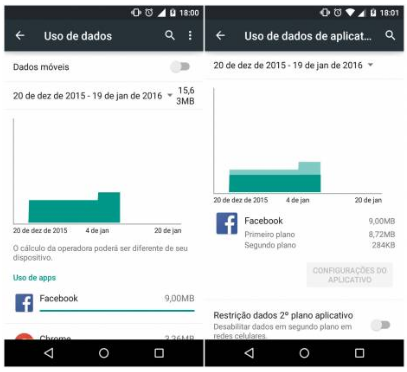 18:00
Uso de dados
Dados móveis
20 de dez de 2015 - 19 de jan de 2016
15,6
3MB
20 de dez de 2015
4 de jan
20 de jan
O cálculo da operadora poderá ser diferente de seu
dispositivo.
Uso de apps
Facebook
9,00MB
Chrome
3,36MB
18:01
Uso de dados de aplicat...
20 de dez de 2015 - 19 de jan de 2016
20 de dez de 2015
4 de jan
20 de jan
Facebook
9,00MB
Primeiro plano
8,72MB
Segundo plano
284KB
CONFIGURAÇÕES DO
APLICATIVO
Restrição dados 2º plano aplicativo
Desabilitar dados em segundo plano em
redes celulares.